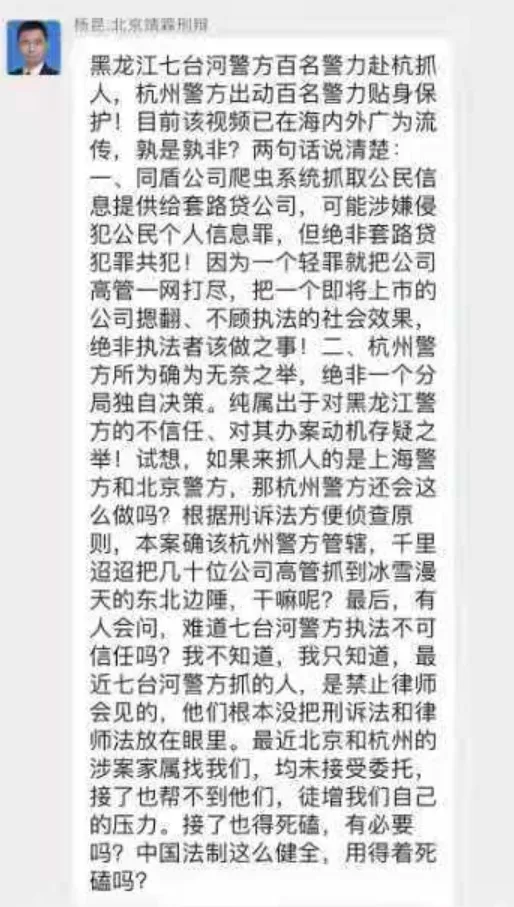 杨昆:北京靖霖刑辩
黑龙江七台河警方百名警力赴杭抓
人，杭州警方出动百名警力贴身保
护！目前该视频已在海内外广为流
传，孰是孰非？两句话说清楚：
一、同盾公司爬虫系统抓取公民信
息提供给套路贷公司，可能涉嫌侵
犯公民个人信息罪，但绝非套路贷
犯罪共犯！因为一个轻罪就把公司
高管一网打尽，把一个即将上市的
公司摁翻、不顾执法的社会效果，
绝非执法者该做之事！二、杭州警
方所为确为无奈之举，绝非一个分
局独自决策。纯属出于对黑龙江警
方的不信任、对其办案动机存疑之
举！试想，如果来抓人的是上海警
方和北京警方，那杭州警方还会这
么做吗？根据刑诉法方便侦查原
则，本案确该杭州警方管辖，千里
迢迢把几十位公司高管抓到冰雪漫
天的东北边陲，干嘛呢？最后，有
人会问，难道七台河警方执法不可
信任吗？我不知道，我只知道，最
近七台河警方抓的人，是禁止律师
会见的，他们根本没把刑诉法和律
师法放在眼里。最近北京和杭州的
涉案家属找我们，均未接受委托，
接了也帮不到他们，徒增我们自己
的压力。接了也得死磕，有必要
吗？中国法制这么健全，用得着死
磕吗？